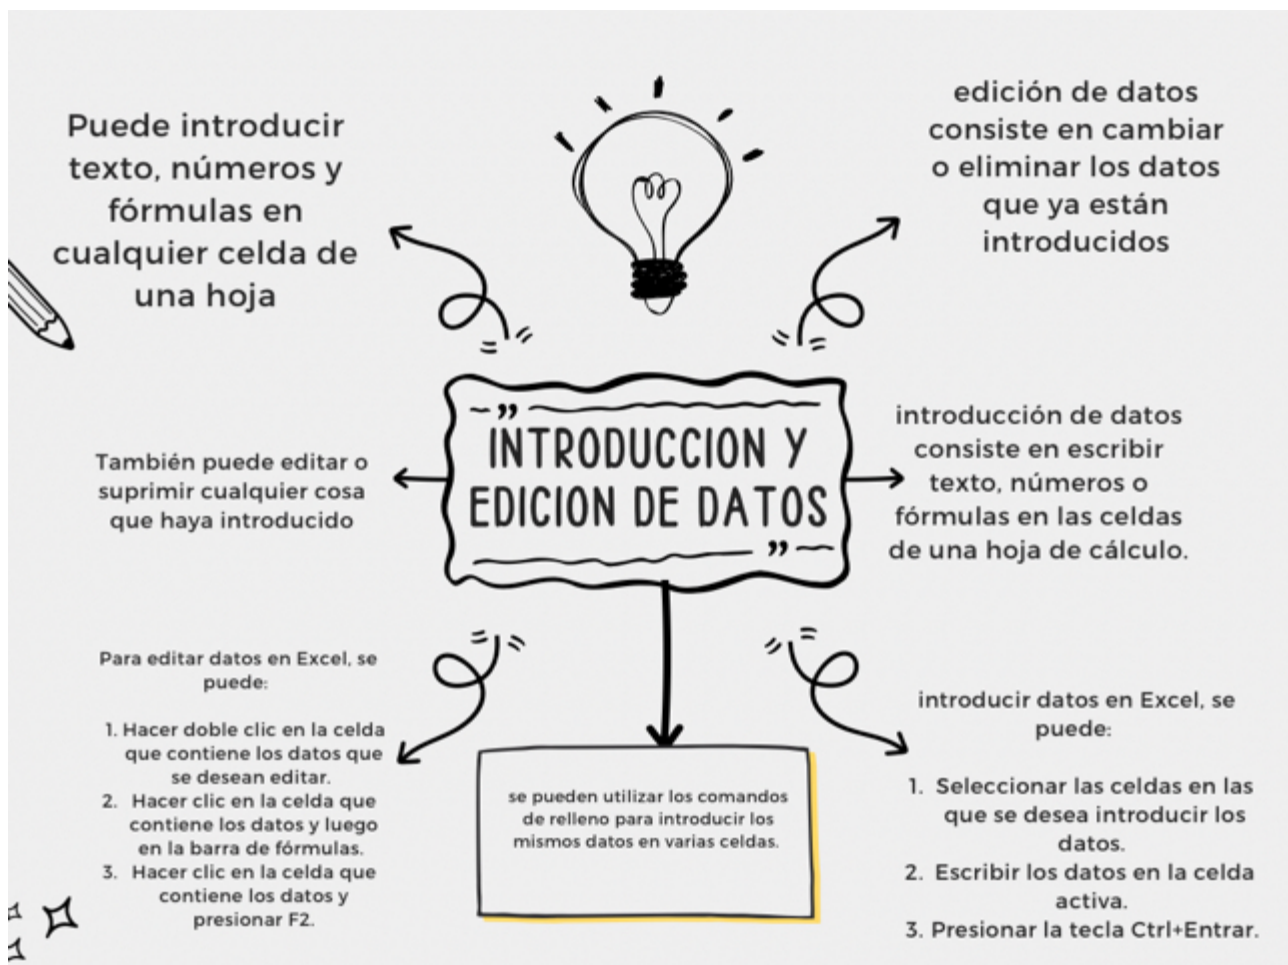 Puede introducir
texto, números y
fórmulas en
cualquier celda de
una hoja
edición de datos
consiste en cambiar
o eliminar los datos
que ya están
introducidos
INTRODUCCION Y
EDICION DE DATOS
También puede editar o
suprimir cualquier cosa
que haya introducido
introducción de datos
consiste en escribir
texto, números o
fórmulas en las celdas
de una hoja de cálculo.
Para editar datos en Excel, se
puede:
1. Hacer doble clic en la celda
que contiene los datos que
se desean editar.
2. Hacer clic en la celda que
contiene los datos y luego
en la barra de fórmulas.
3. Hacer clic en la celda que
contiene los datos y
presionar F2.
se pueden utilizar los comandos
de relleno para introducir los
mismos datos en varias celdas.
introducir datos en Excel, se
puede:
1. Seleccionar las celdas en las
que se desea introducir los
datos.
2. Escribir los datos en la celda
activa.
3. Presionar la tecla Ctrl+Entrar.